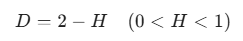 D = 2 − H (0 < H < 1)